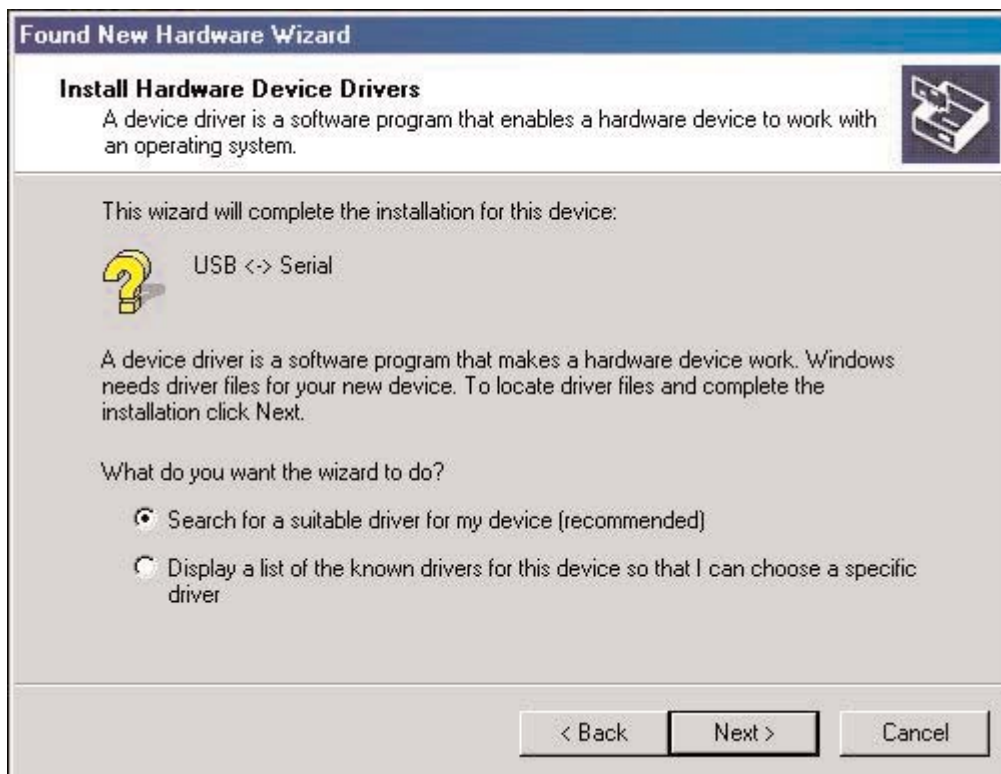 Found New Hardware Wizard
Install Hardware Device Drivers
A device driver is a software program that enables a hardware device to work with
an operating system.
This wizard will complete the installation for this device:
USB <-> Serial
A device driver is a software program that makes a hardware device work. Windows
needs driver files for your new device. To locate driver files and complete the
installation click Next.
What do you want the wizard to do?
Search for a suitable driver for my device (recommended)
Display a list of the known drivers for this device so that I can choose a specific
driver
< Back Next > Cancel